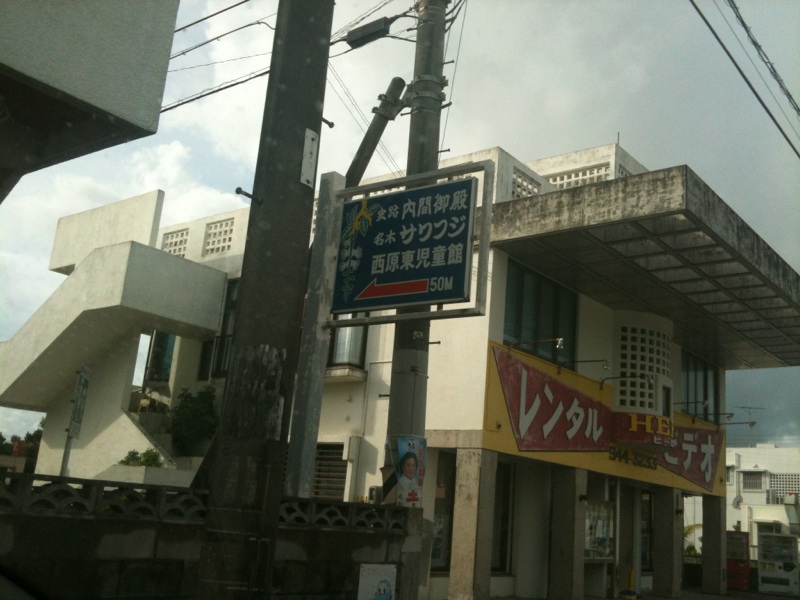 史跡 内間御殿
名木 サワフジ
西原東児童館
50M
レンタル
HE
ビデオ
944-3233